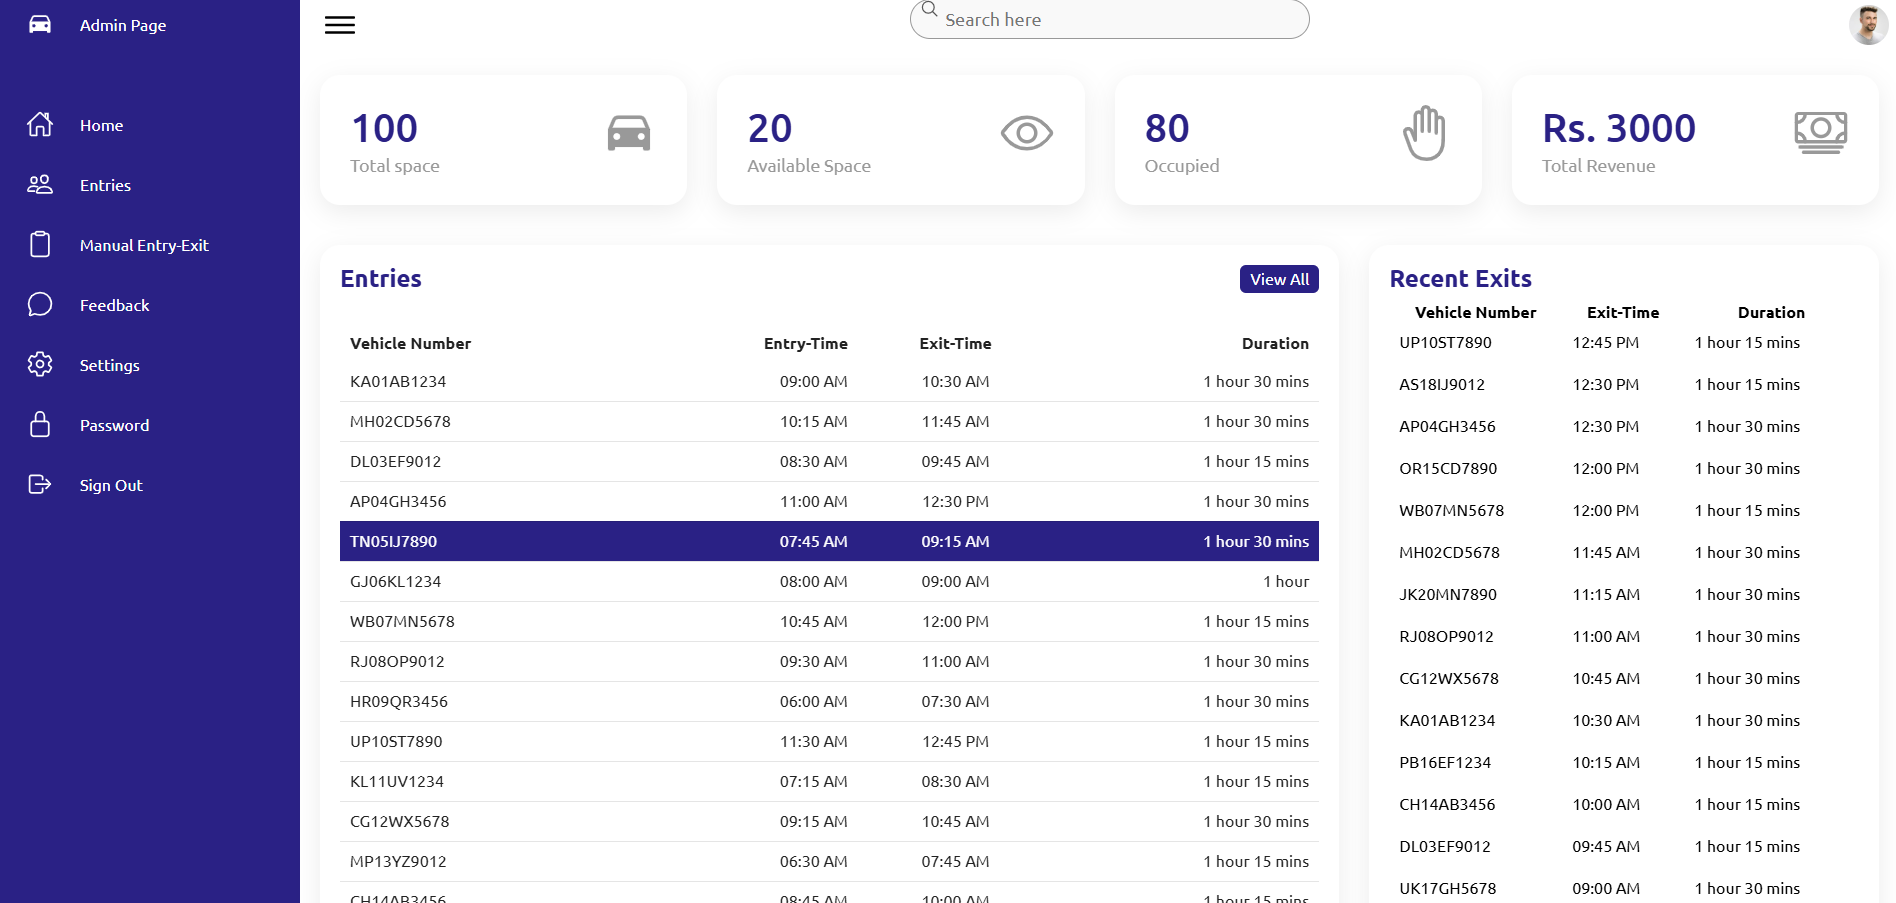 Admin Page
Home
Entries
Manual Entry-Exit
Feedback
Settings
Password
Sign Out
Search here
100
Total space
20
Available Space
80
Occupied
Rs. 3000
Total Revenue
Entries
View All
Vehicle Number Entry-Time Exit-Time Duration
KA01AB1234 09:00 AM 10:30 AM 1 hour 30 mins
MH02CD5678 10:15 AM 11:45 AM 1 hour 30 mins
DL03EF9012 08:30 AM 09:45 AM 1 hour 15 mins
AP04GH3456 11:00 AM 12:30 PM 1 hour 30 mins
TN05IJ7890 07:45 AM 09:15 AM 1 hour 30 mins
GJ06KL1234 08:00 AM 09:00 AM 1 hour
WB07MN5678 10:45 AM 12:00 PM 1 hour 15 mins
RJ08OP9012 09:30 AM 11:00 AM 1 hour 30 mins
HR09QR3456 06:00 AM 07:30 AM 1 hour 30 mins
UP10ST7890 11:30 AM 12:45 PM 1 hour 15 mins
KL11UV1234 07:15 AM 08:30 AM 1 hour 15 mins
CG12WX5678 09:15 AM 10:45 AM 1 hour 30 mins
MP13YZ9012 06:30 AM 07:45 AM 1 hour 15 mins
CH14AB3456 08:45 AM 10:00 AM 1 hour 15 mins
Recent Exits
Vehicle Number Exit-Time Duration
UP10ST7890 12:45 PM 1 hour 15 mins
AS18IJ9012 12:30 PM 1 hour 15 mins
AP04GH3456 12:30 PM 1 hour 30 mins
OR15CD7890 12:00 PM 1 hour 30 mins
WB07MN5678 12:00 PM 1 hour 15 mins
MH02CD5678 11:45 AM 1 hour 30 mins
JK20MN7890 11:15 AM 1 hour 30 mins
RJ08OP9012 11:00 AM 1 hour 30 mins
CG12WX5678 10:45 AM 1 hour 30 mins
KA01AB1234 10:30 AM 1 hour 30 mins
PB16EF1234 10:15 AM 1 hour 15 mins
CH14AB3456 10:00 AM 1 hour 15 mins
DL03EF9012 09:45 AM 1 hour 15 mins
UK17GH5678 09:00 AM 1 hour 30 mins